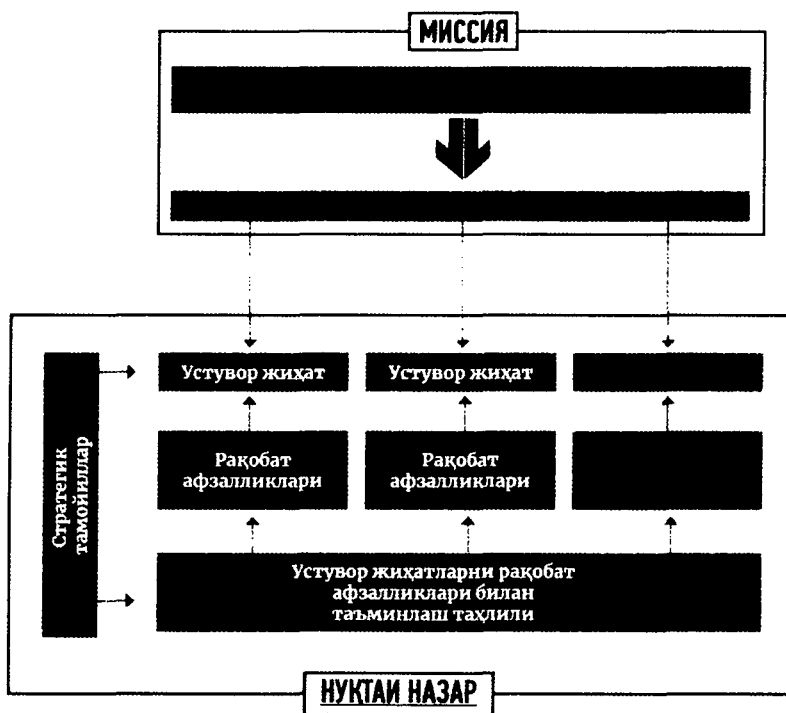 МИССИЯ
Устувор жиҳат
Устувор жиҳат
Стратегик
тамойиллар
Рақобат
афзалликлари
Рақобат
афзалликлари
Устувор жиҳатларни рақобат
афзалликлари билан
таъминлаш таҳлили
НУҚТАИ НАЗАР